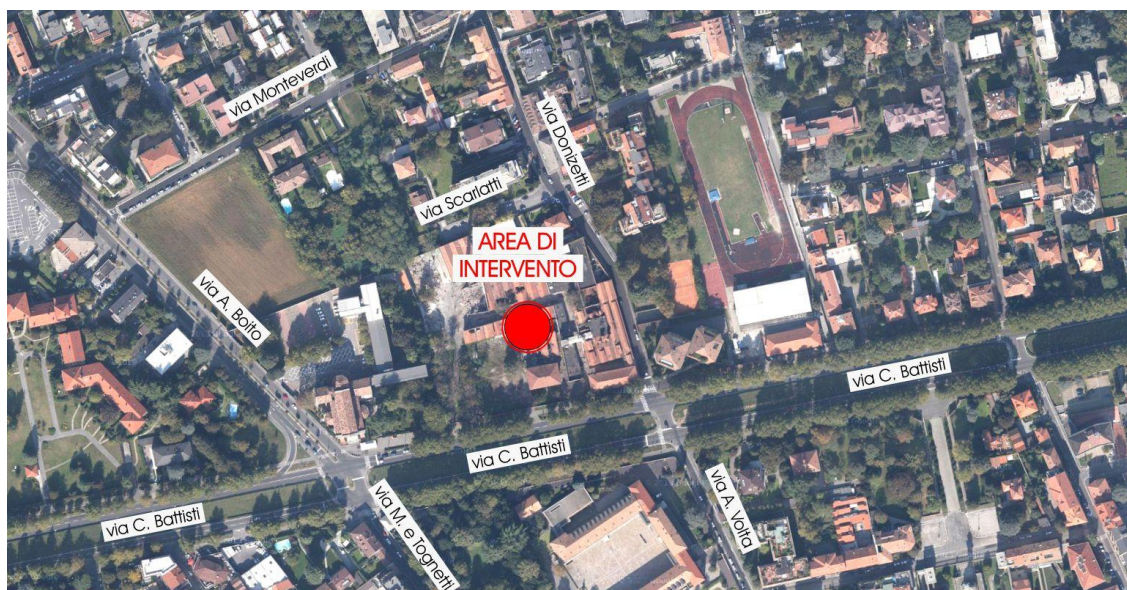 via Monteverdi
via Donizetti
via Scarlatti
AREA DI
INTERVENTO
via A. Boito
via C. Battisti
via C. Battisti
via C. Battisti
via M. e Tognetti
via A. Volta